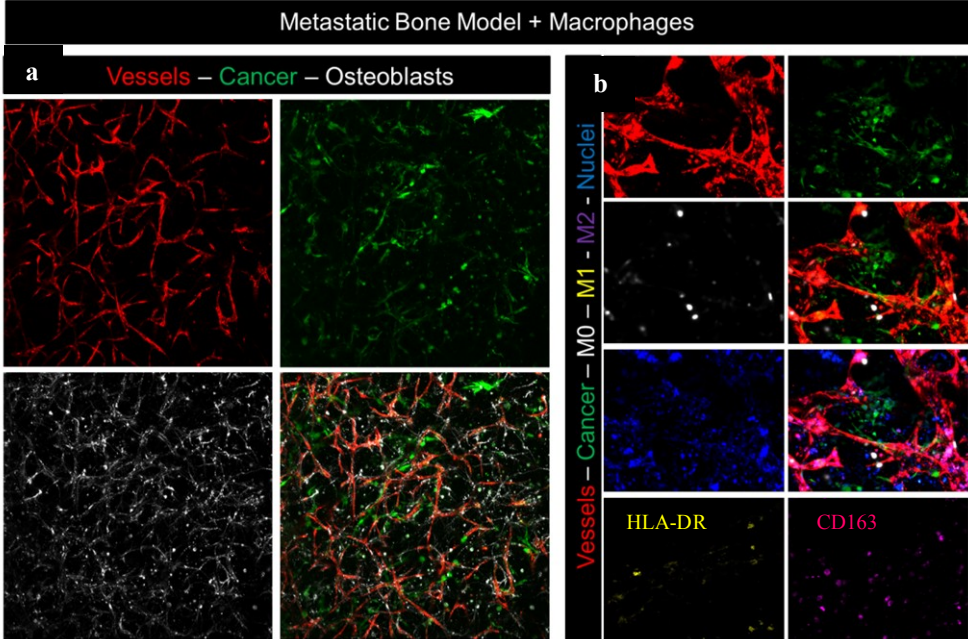 Metastatic Bone Model + Macrophages
a
Vessels – Cancer – Osteoblasts
b
Vessels – Cancer – M0 – M1 - M2 - Nuclei
HLA-DR
CD163